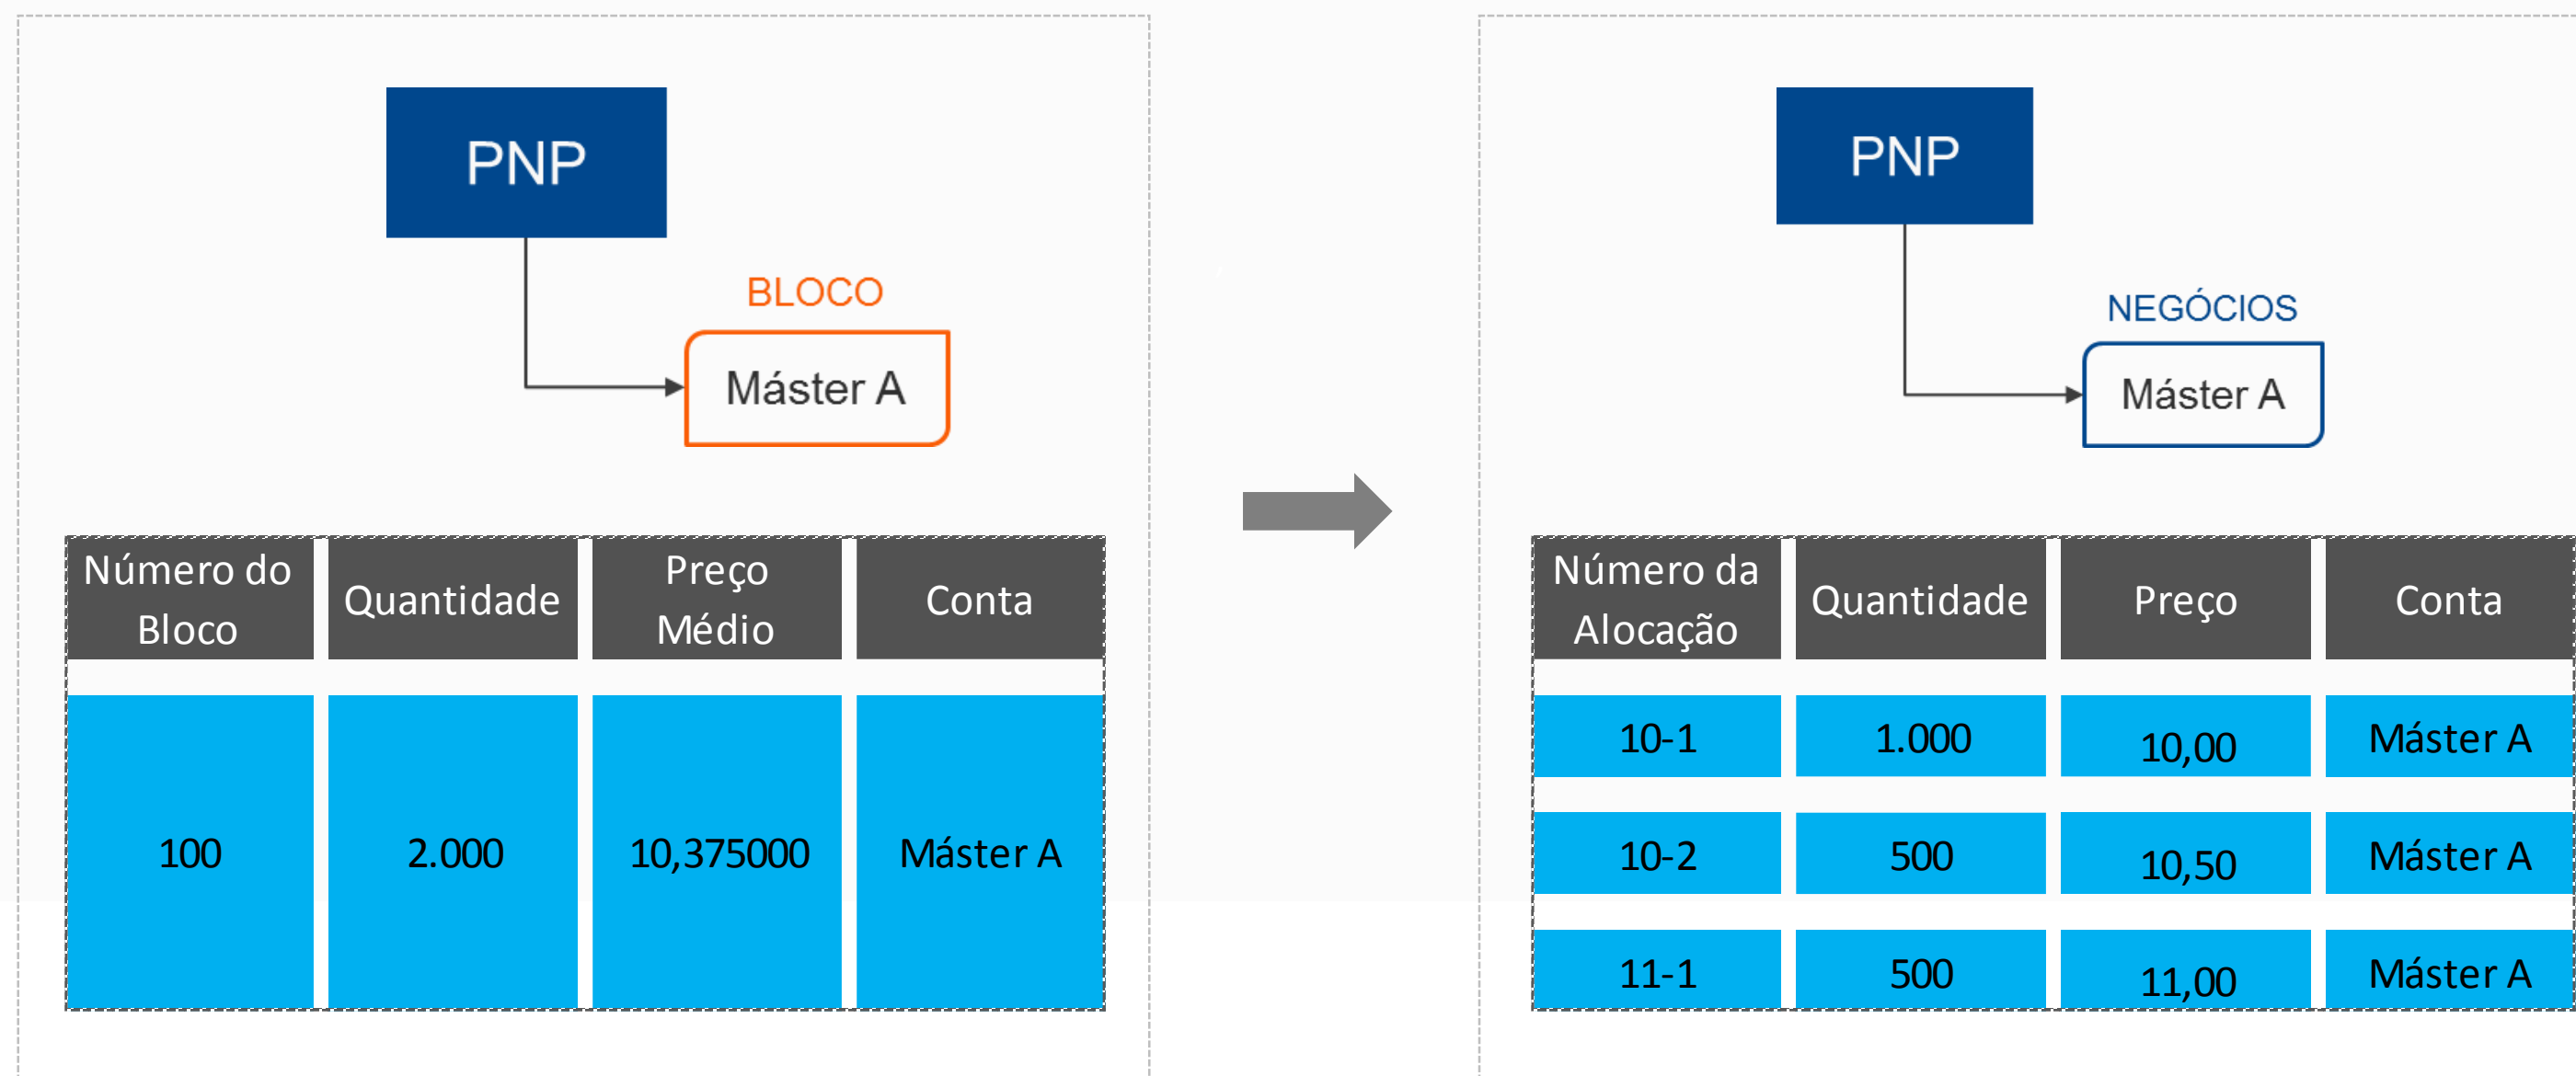 PNP
BLOCO
Máster A
Número do
Bloco
Quantidade
Preço
Médio
Conta
100
2.000
10,375000
Máster A
PNP
NEGÓCIOS
Máster A
Número da
Alocação
Quantidade
Preço
Conta
10-1
1.000
10,00
Máster A
10-2
500
10,50
Máster A
11-1
500
11,00
Máster A